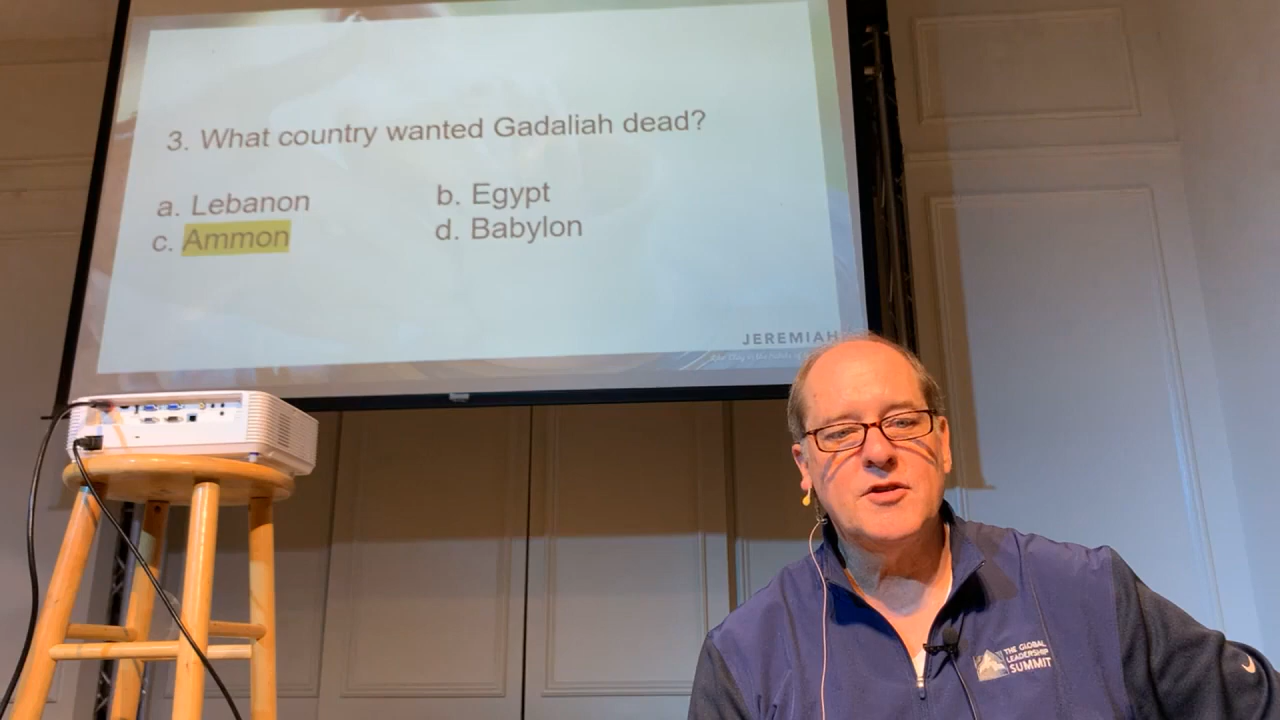 3. What country wanted Gadaliah dead?
a. Lebanon b. Egypt
c. Ammon d. Babylon
JEREMIAH
THE GLOBAL
LEADERSHIP
SUMMIT